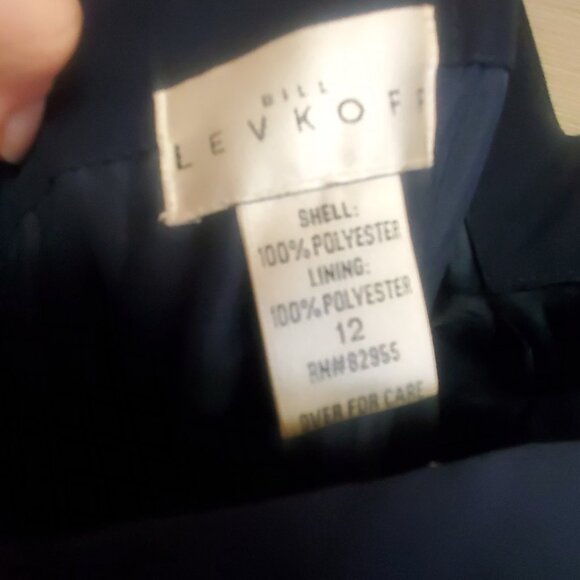 BILL
LEVKOFF
SHELL:
100% POLYESTER
LINING:
100% POLYESTER
12
RN#82955
OVER FOR CARE